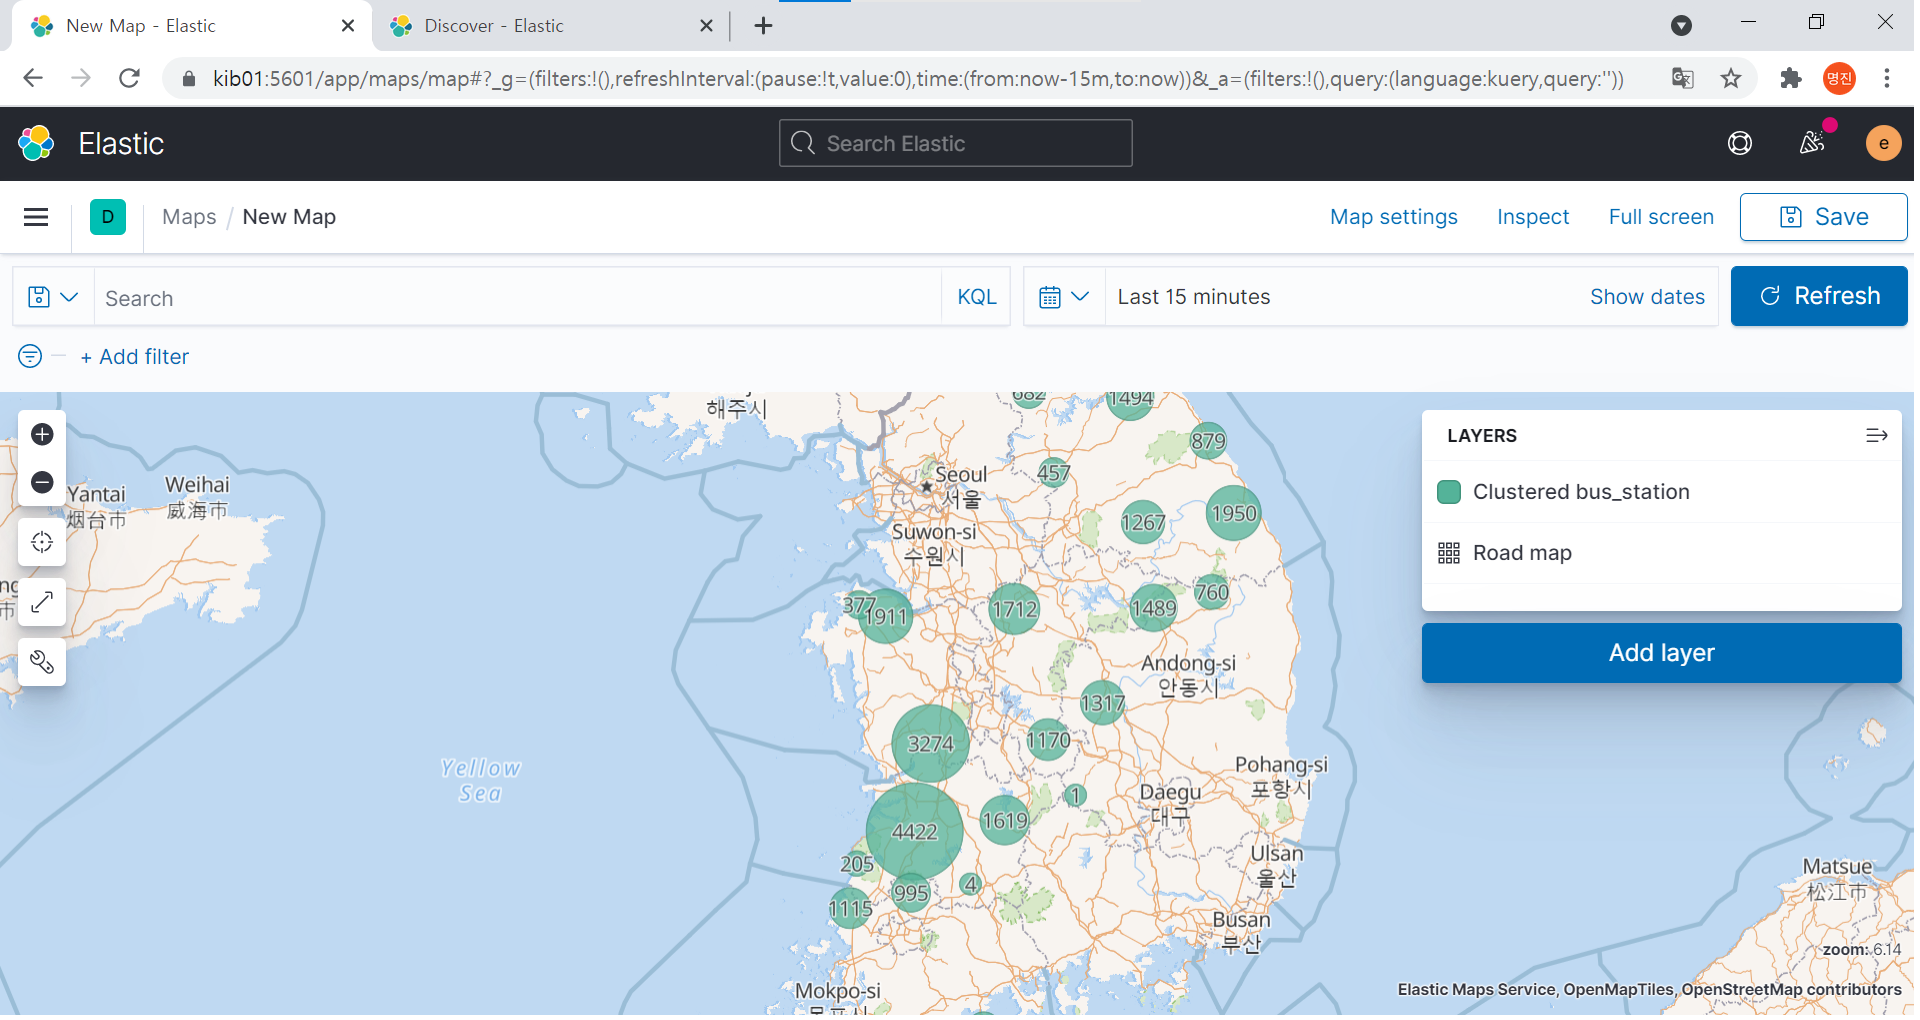 New Map - Elastic
Discover - Elastic
kib01:5601/app/maps/map#?_g=(filters:!(),refreshInterval:(pause:!t,value:0),time:(from:now-15m,to:now))&_a=(filters:!(),query:(language:kuery,query:''))
명진
Elastic
Search Elastic
e
D
Maps / New Map
Map settings
Inspect
Full screen
Save
Search
KQL
Last 15 minutes
Show dates
Refresh
+ Add filter
해주시
682
1494
879
457
Seoul
서울
Yantai
烟台市
Weihai
威海市
1267
1950
Suwon-si
수원시
377
1911
1712
1489
760
Andong-si
안동시
1317
3274
1170
Yellow
Sea
Pohang-si
포항시
1
Daegu
대구
4422
1619
205
Ulsan
울산
995
4
1115
Busan
부산
Mokpo-si
Matsue
松江市
LAYERS
Clustered bus_station
Road map
Add layer
zoom: 6.14
Elastic Maps Service, OpenMapTiles, OpenStreetMap contributors